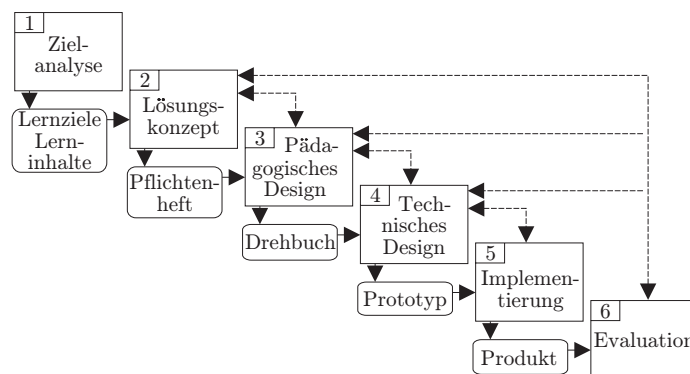 1
Ziel-
analyse
Lernziele
Lern-
inhalte
2
Lösungs-
konzept
Pflichten-
heft
3
Päda-
gogisches
Design
Drehbuch
4
Tech-
nisches
Design
Prototyp
5
Implemen-
tierung
Produkt
6
Evaluation